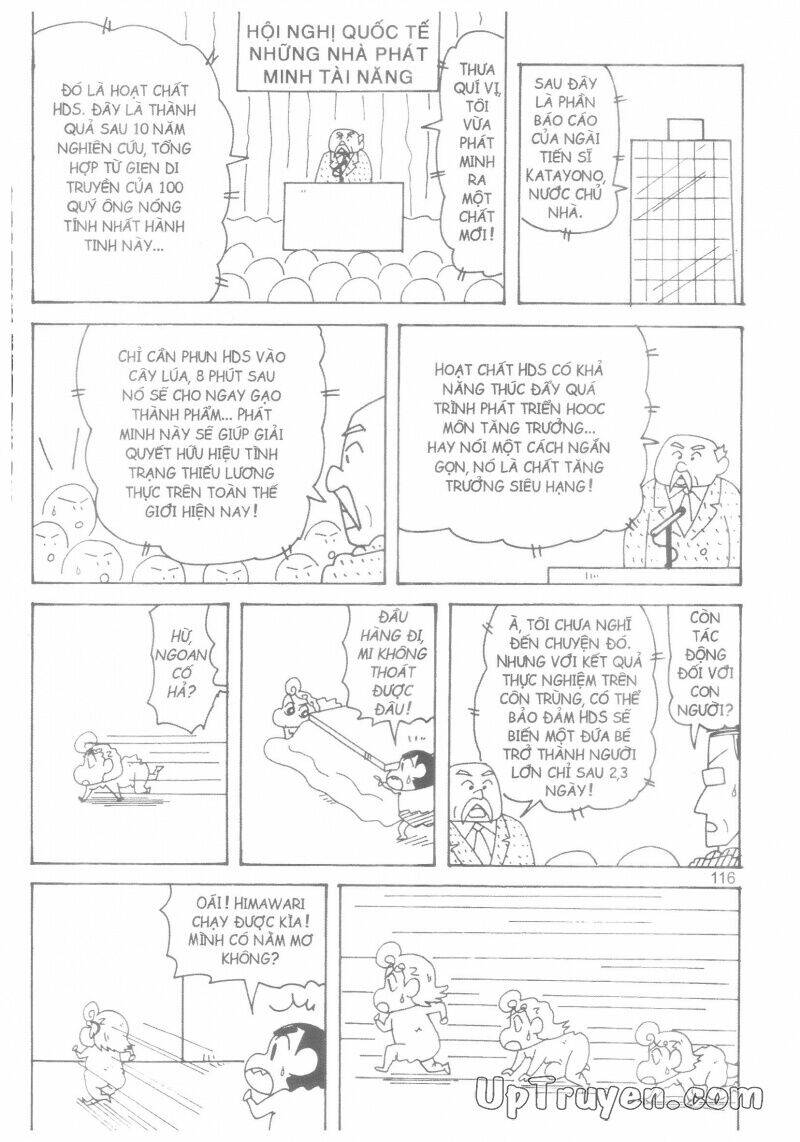 SAU ĐÂY
LÀ PHẦN
BÁO CÁO
CỦA NGÀI
TIẾN SĨ
KATAYONO,
NƯỚC CHỦ
NHÀ.
HỘI NGHỊ QUỐC TẾ
NHỮNG NHÀ PHÁT
MINH TÀI NĂNG
THƯA
QUÍ VỊ,
TÔI
VỪA
PHÁT
MINH
RA
MỘT
CHẤT
MỚI!
ĐÓ LÀ HOẠT CHẤT
HDS. ĐÂY LÀ THÀNH
QUẢ SAU 10 NĂM
NGHIÊN CỨU, TỔNG
HỢP TỪ GIEN DI
TRUYỀN CỦA 100
QUÝ ÔNG NÓNG
TÍNH NHẤT HÀNH
TINH NÀY...
HOẠT CHẤT HDS CÓ KHẢ
NĂNG THÚC ĐẨY QUÁ
TRÌNH PHÁT TRIỂN HOOC
MÔN TĂNG TRƯỞNG...
HAY NÓI MỘT CÁCH NGẮN
GỌN, NÓ LÀ CHẤT TĂNG
TRƯỞNG SIÊU HẠNG!
CHỈ CẦN PHUN HDS VÀO
CÂY LÚA, 8 PHÚT SAU
NÓ SẼ CHO NGAY GẠO
THÀNH PHẨM... PHÁT
MINH NÀY SẼ GIÚP GIẢI
QUYẾT HỮU HIỆU TÌNH
TRẠNG THIẾU LƯƠNG
THỰC TRÊN TOÀN THẾ
GIỚI HIỆN NAY!
CÒN
TÁC
ĐỘNG
ĐỐI VỚI
CON
NGƯỜI?
À, TÔI CHƯA NGHĨ
ĐẾN CHUYỆN ĐÓ.
NHƯNG VỚI KẾT QUẢ
THỰC NGHIỆM TRÊN
CÔN TRÙNG, CÓ THỂ
BẢO ĐẢM HDS SẼ
BIẾN MỘT ĐỨA BÉ
TRỞ THÀNH NGƯỜI
LỚN CHỈ SAU 2,3
NGÀY!
ĐẦU
HÀNG ĐI,
MI KHÔNG
THOÁT
ĐƯỢC
ĐÂU!
HỪ,
NGOAN
CỐ
HẢ?
116
OÁI! HIMAWARI
CHẠY ĐƯỢC KÌA!
MÌNH CÓ NẰM MƠ
KHÔNG?
UpTruyen.com